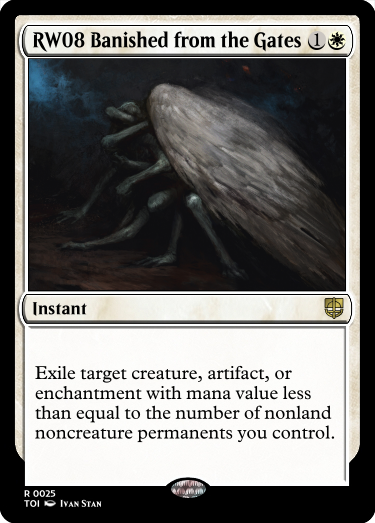 RW08 Banished from the Gates 1
Instant
Exile target creature, artifact, or
enchantment with mana value less
than equal to the number of nonland
noncreature permanents you control.
R 0025
TOI Ivan Stan